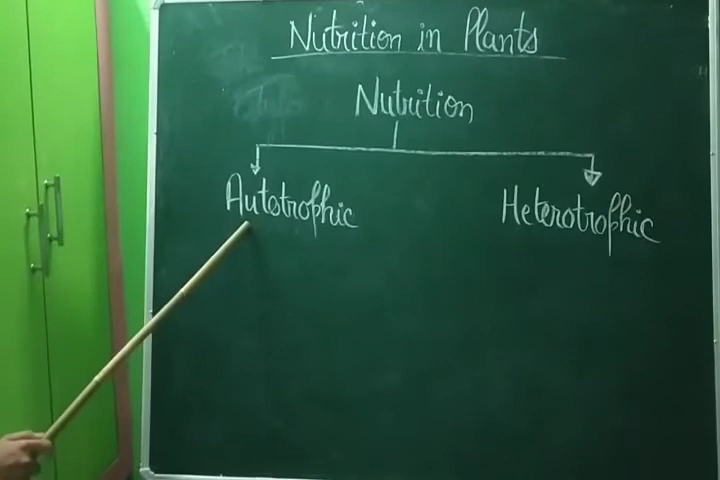 Nutrition in Plants
Nutrition
Autotrophic
Heterotrophic